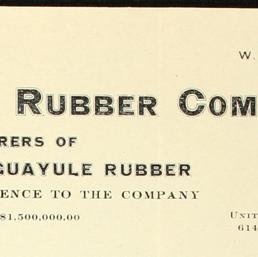 W.
RUBBER COM
RERS OF
GUAYULE RUBBER
ENCE TO THE COMPANY
$1,500,000.00
UNIT
614